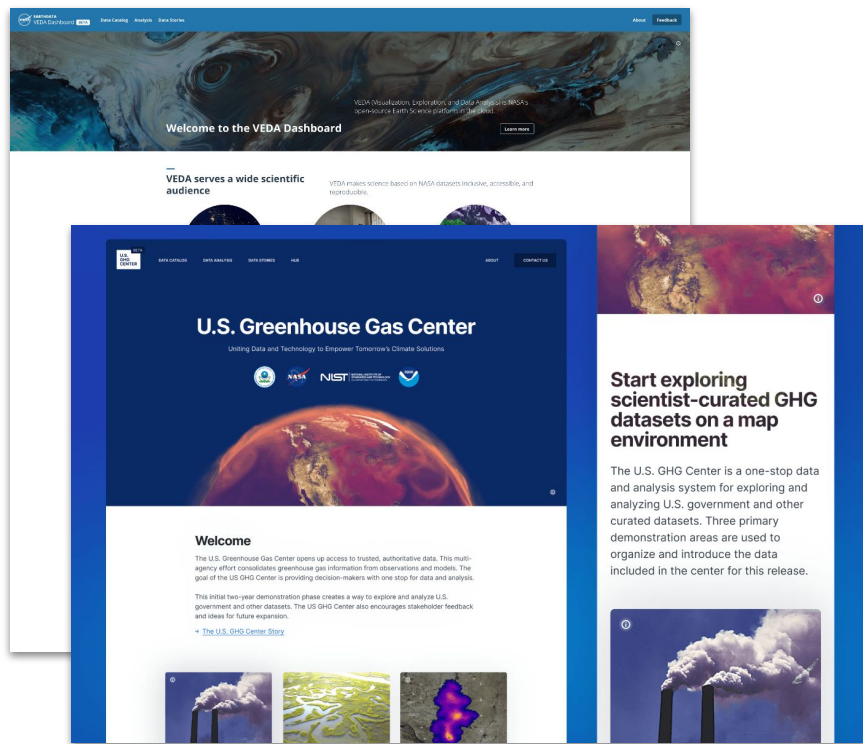 EARTHDATA
VEDA Dashboard BETA
Data Catalog Analysis Data Stories
About Feedback
VEDA (Visualization, Exploration, and Data Analysis) is NASA's
open-source Earth Science platform in the cloud.
Welcome to the VEDA Dashboard
Learn more
VEDA serves a wide scientific
audience
VEDA makes science based on NASA datasets inclusive, accessible, and
reproducible.
BETA
U.S.
GHG
CENTER
DATA CATALOG DATA ANALYSIS DATA STORIES HUB
ABOUT CONTACT US
U.S. Greenhouse Gas Center
Uniting Data and Technology to Empower Tomorrow's Climate Solutions
NASA
NIST
Welcome
The U.S. Greenhouse Gas Center opens up access to trusted, authoritative data. This multi-
agency effort consolidates greenhouse gas information from observations and models. The
goal of the US GHG Center is providing decision-makers with one stop for data and analysis.
This initial two-year demonstration phase creates a way to explore and analyze U.S.
government and other datasets. The US GHG Center also encourages stakeholder feedback
and ideas for future expansion.
The U.S. GHG Center Story
Start exploring
scientist-curated GHG
datasets on a map
environment
The U.S. GHG Center is a one-stop data
and analysis system for exploring and
analyzing U.S. government and other
curated datasets. Three primary
demonstration areas are used to
organize and introduce the data
included in the center for this release.